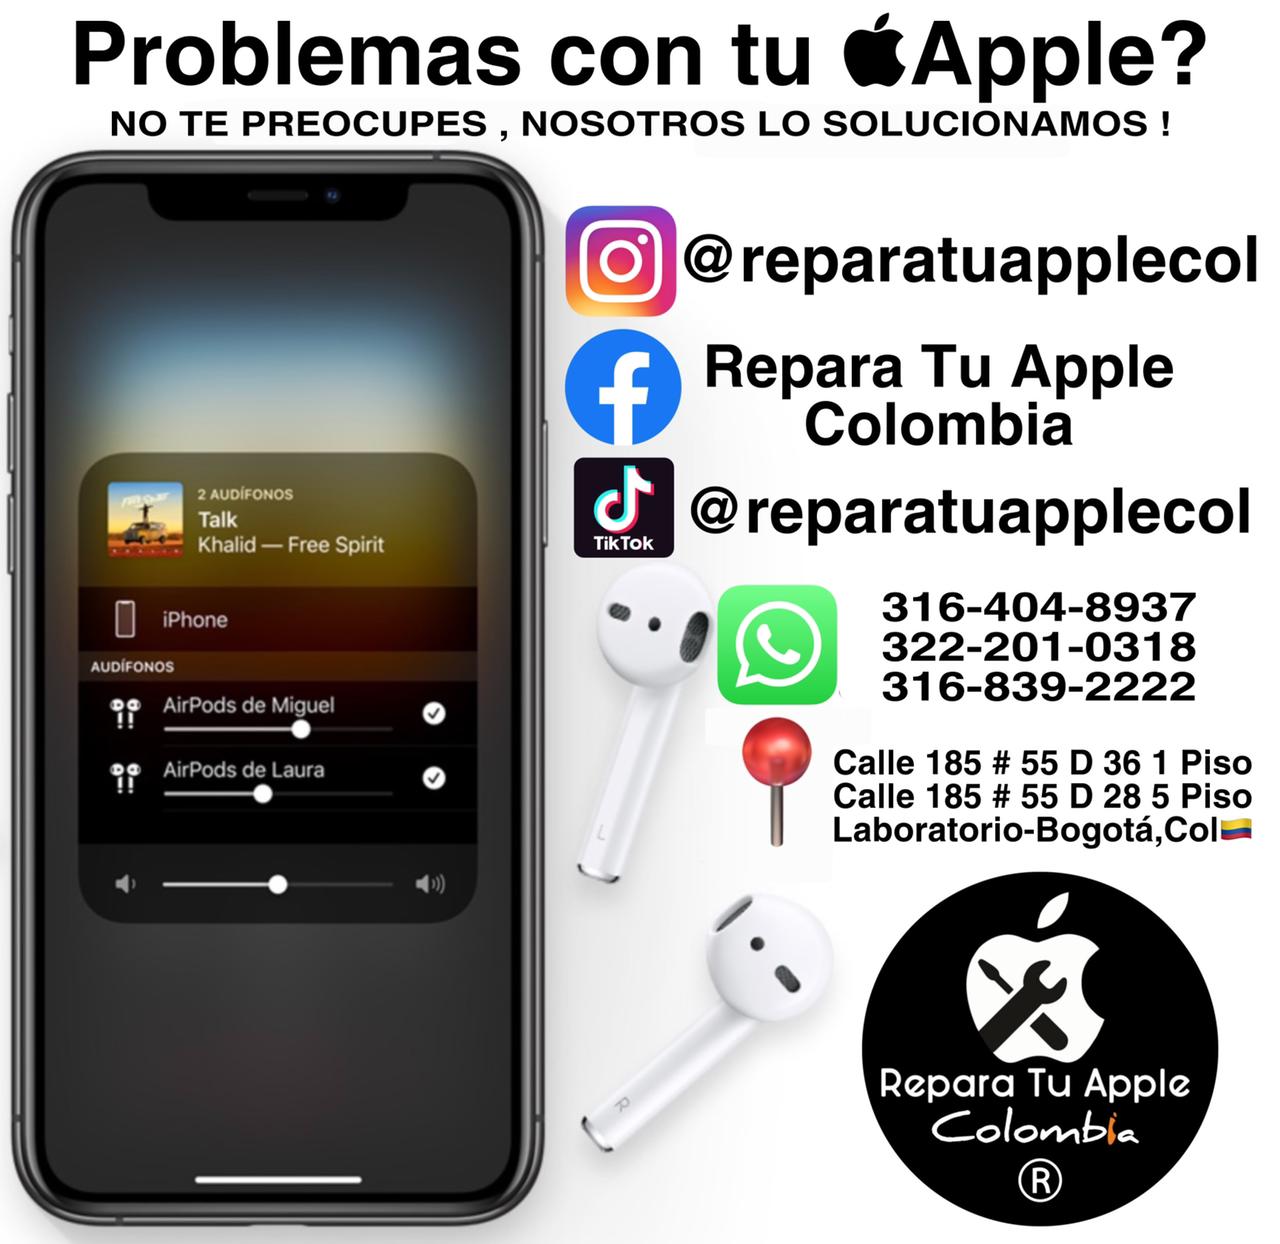 Problemas con tu Apple?
NO TE PREOCUPES , NOSOTROS LO SOLUCIONAMOS !
@reparatuapplecol
Repara Tu Apple
Colombia
TikTok
@reparatuapplecol
2 AUDÍFONOS
Talk
Khalid — Free Spirit
iPhone
AUDÍFONOS
AirPods de Miguel
AirPods de Laura
316-404-8937
322-201-0318
316-839-2222
Calle 185 # 55 D 36 1 Piso
Calle 185 # 55 D 28 5 Piso
Laboratorio-Bogotá,Col🇨🇴
L
R
Repara Tu Apple
Colombia
®